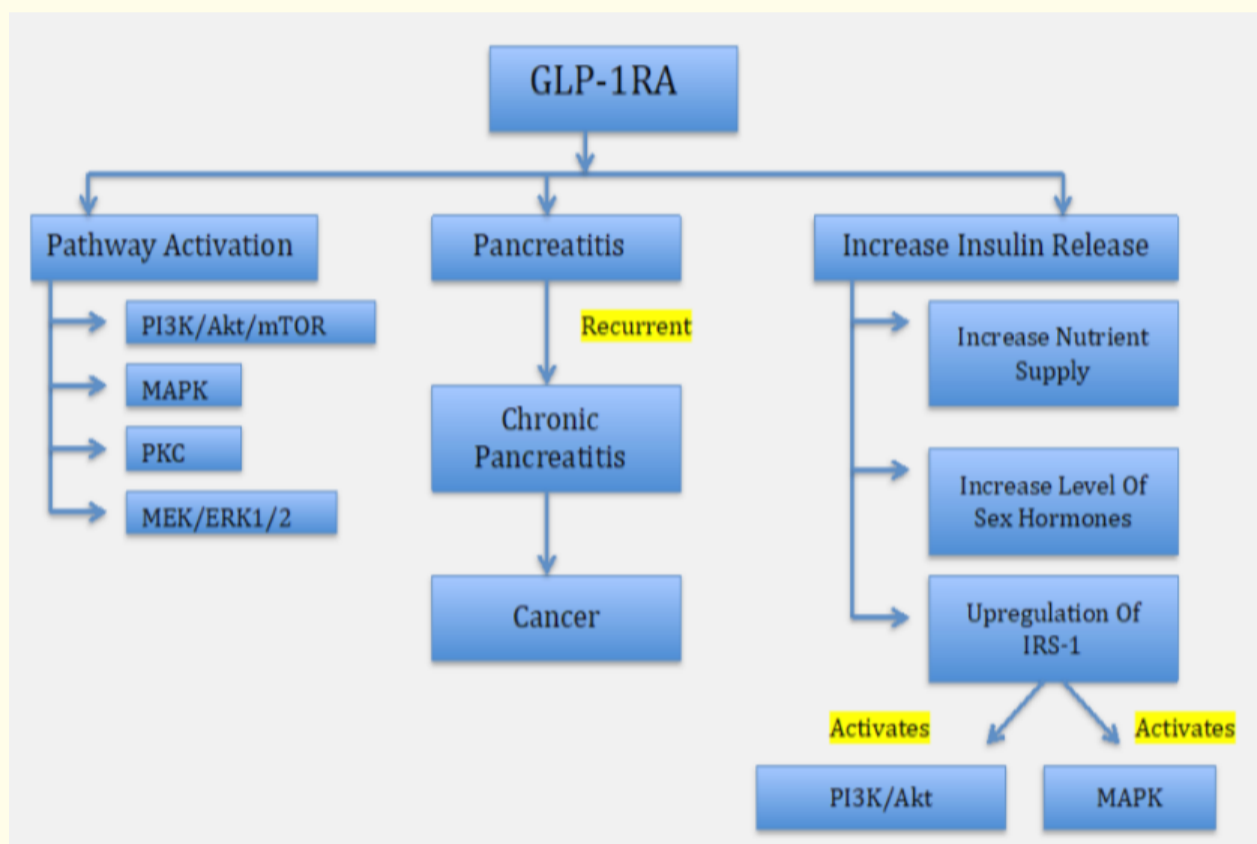 GLP-1RA
Pathway Activation
PI3K/Akt/mTOR
MAPK
PKC
MEK/ERK1/2
Pancreatitis
Recurrent
Chronic
Pancreatitis
Cancer
Increase Insulin Release
Increase Nutrient
Supply
Increase Level Of
Sex Hormones
Upregulation Of
IRS-1
Activates
Activates
PI3K/Akt
MAPK